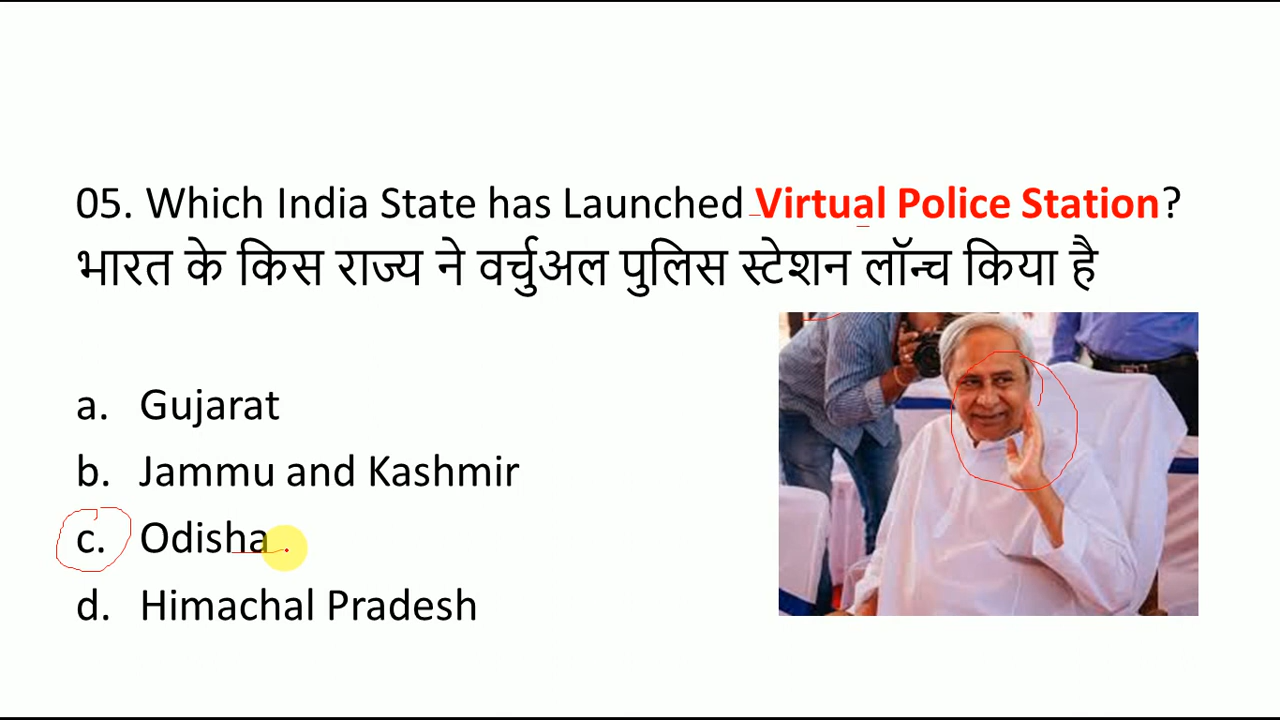 05. Which India State has Launched Virtual Police Station?
भारत के किस राज्य ने वर्चुअल पुलिस स्टेशन लॉन्च किया है
a. Gujarat
b. Jammu and Kashmir
c. Odisha
d. Himachal Pradesh